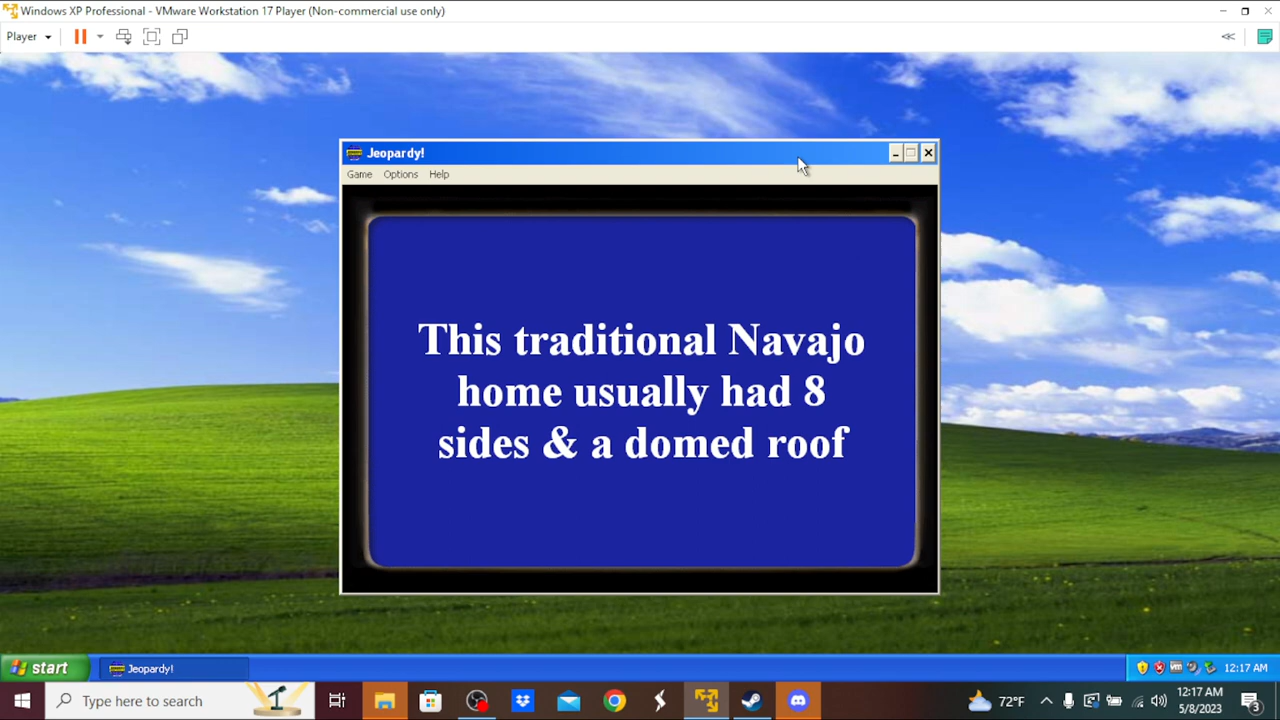 Windows XP Professional - VMware Workstation 17 Player (Non-commercial use only)
Player
Jeopardy!
Game Options Help
This traditional Navajo
home usually had 8
sides & a domed roof
start Jeopardy! 12:17 AM
Type here to search 72°F 12:17 AM
5/8/2023
3